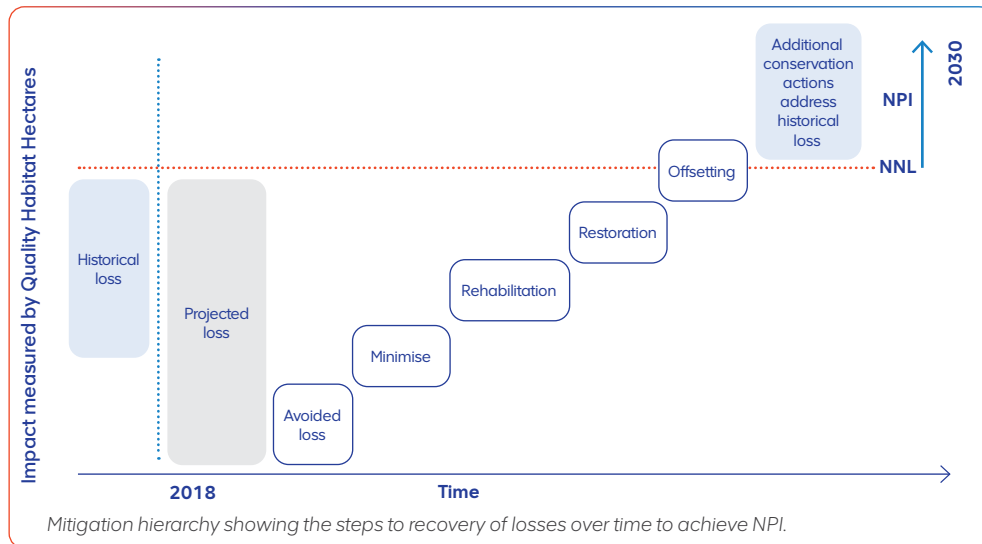 Impact measured by Quality Habitat Hectares
Historical
loss
Projected
loss
Avoided
loss
Minimise
Rehabilitation
Restoration
Offsetting
Additional
conservation
actions
address
historical
loss
NPI
2030
NNL
2018
Time
Mitigation hierarchy showing the steps to recovery of losses over time to achieve NPI.